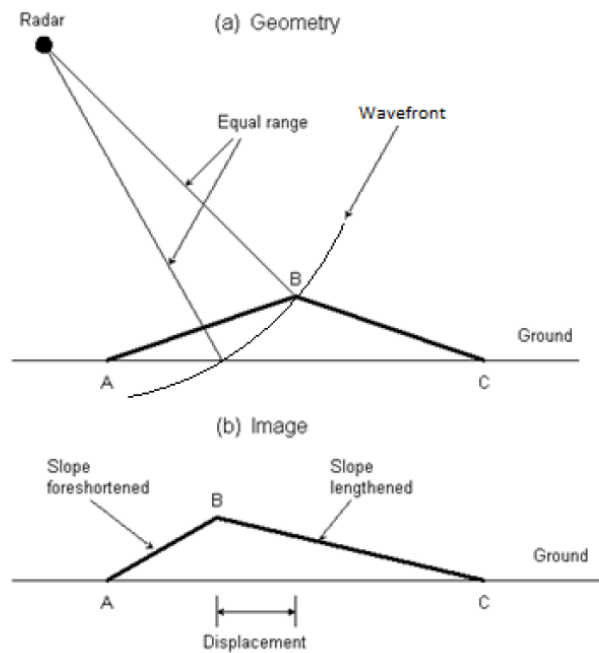 Radar
(a) Geometry
Equal range
Wavefront
B
Ground
A
C
(b) Image
Slope
foreshortened
Slope
lengthened
B
Ground
A
C
Displacement